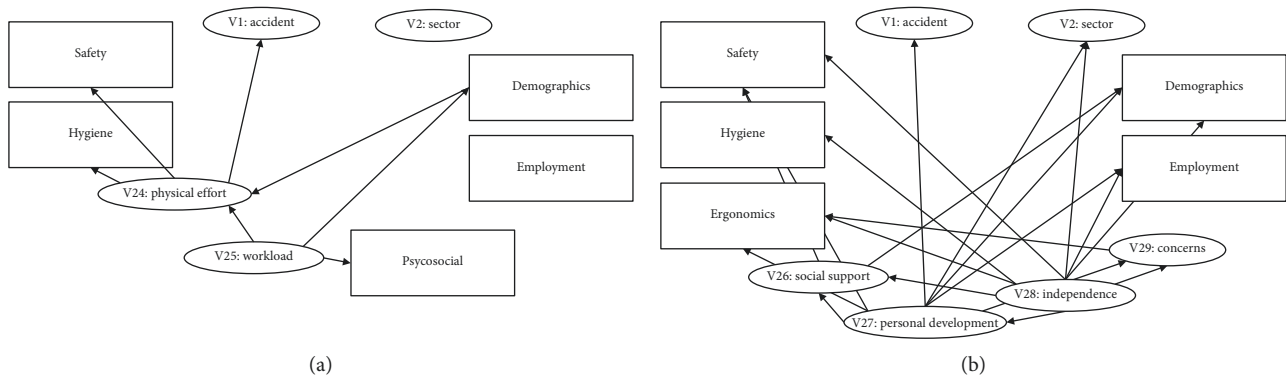 V1: accident
V2: sector
Safety
Demographics
Hygiene
Employment
V24: physical effort
V25: workload
Psycosocial
(a)
V1: accident
V2: sector
Safety
Demographics
Hygiene
Employment
Ergonomics
V29: concerns
V26: social support
V28: independence
V27: personal development
(b)